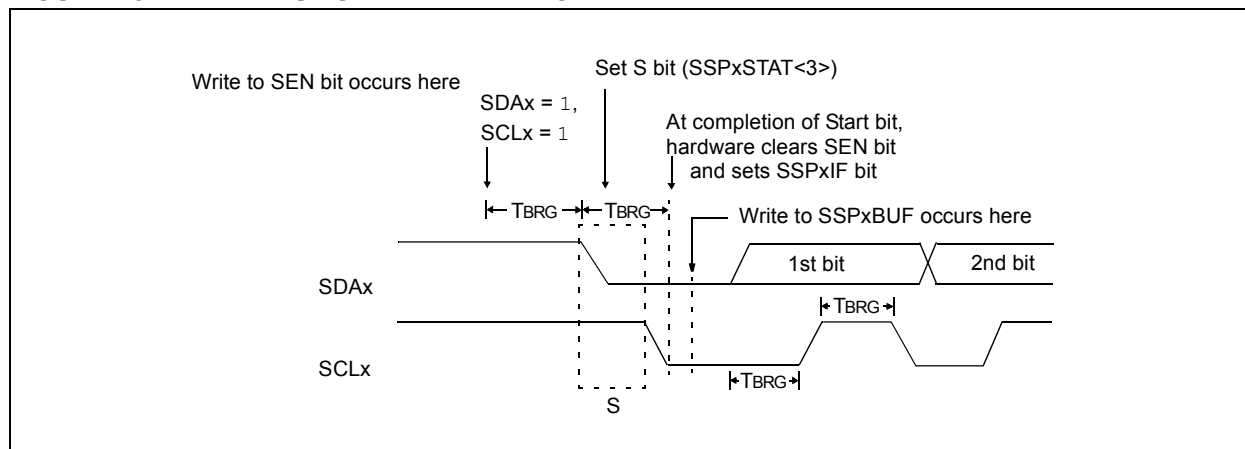 Write to SEN bit occurs here
Set S bit (SSPxSTAT<3>)
SDAx = 1,
SCLx = 1
At completion of Start bit,
hardware clears SEN bit
and sets SSPxIF bit
TBRG
TBRG
Write to SSPxBUF occurs here
SDAx
1st bit
2nd bit
TBRG
SCLx
TBRG
S